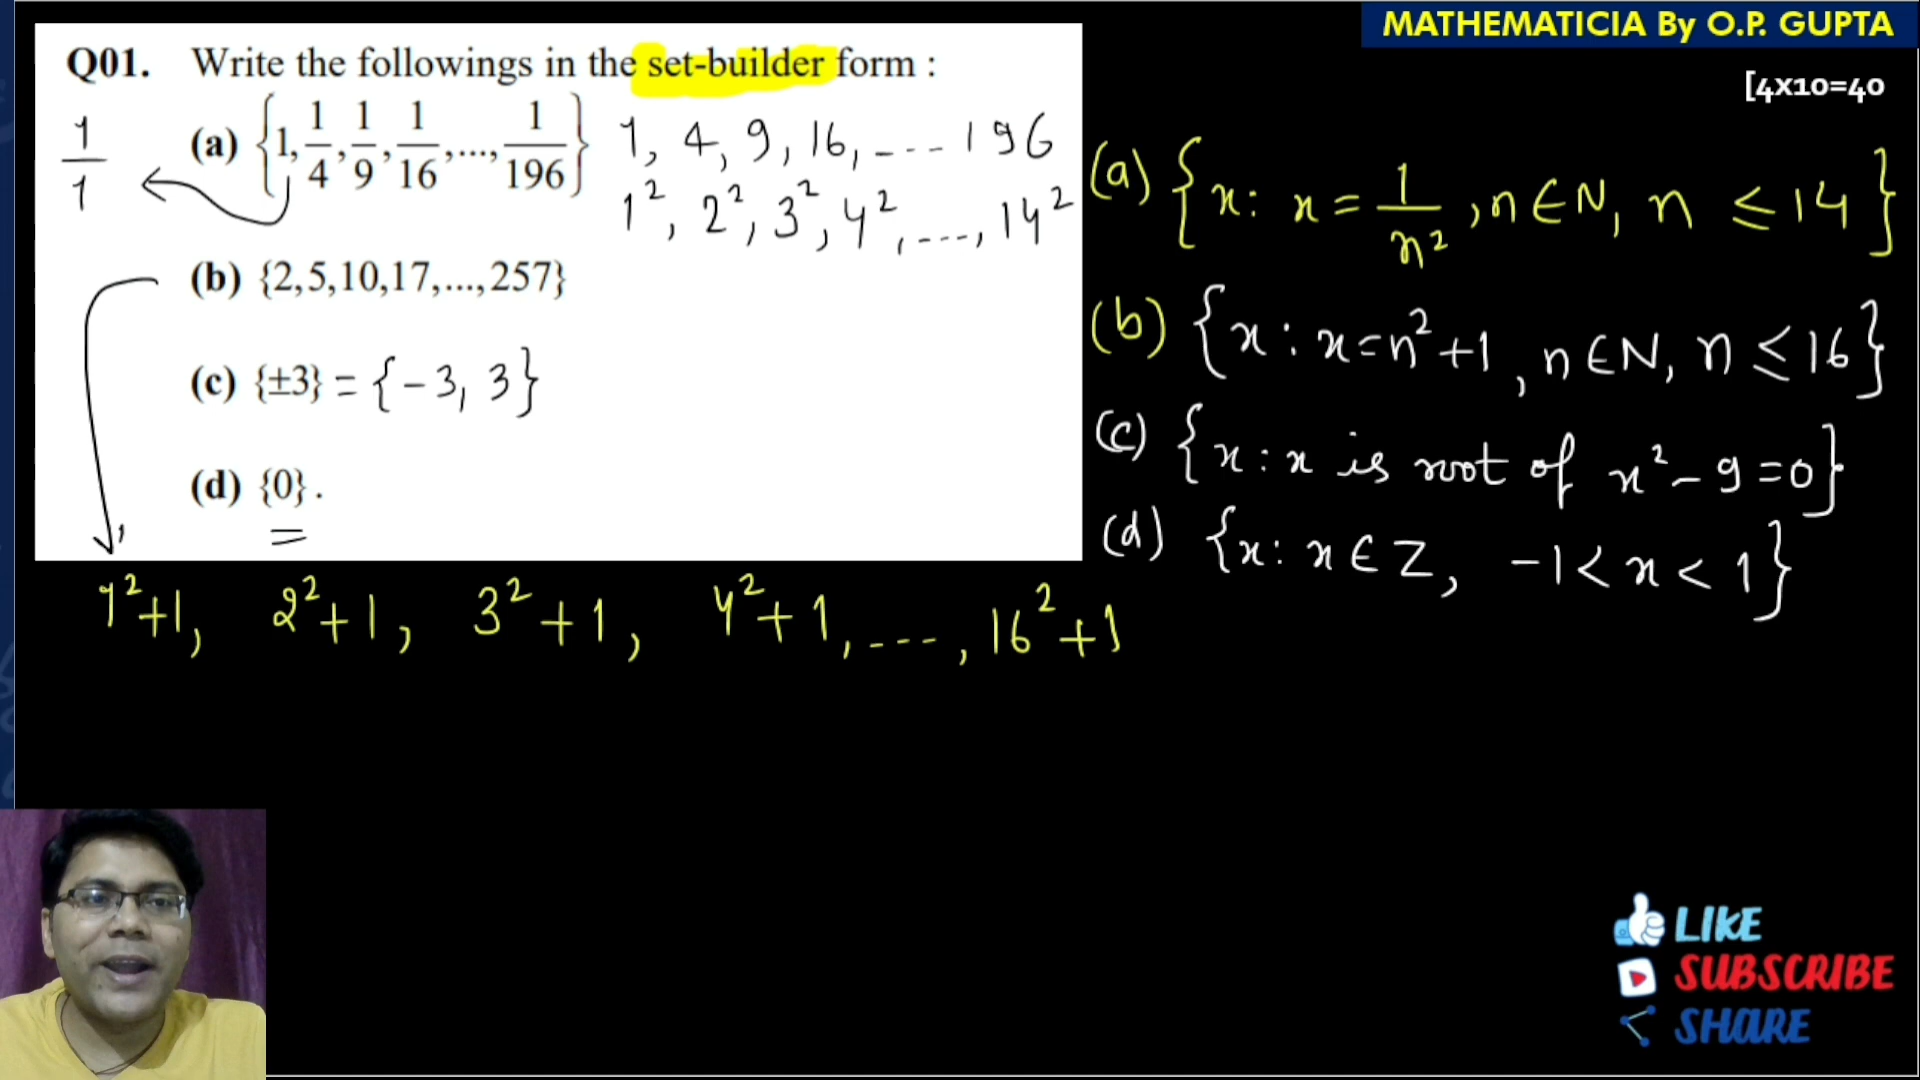 MATHEMATICIA By O.P. GUPTA
[4x10=40
Q01. Write the followings in the set-builder form :
(a) {1, 1/4, 1/9, 1/16, ...., 1/196}
1/1
1, 4, 9, 16, ---- 196
1², 2², 3², 4², ---, 14²
(b) {2,5,10,17,...,257}
(c) {±3} = {-3, 3}
(d) {0}.
1²+1, 2²+1, 3²+1, 4²+1, ---, 16²+1
(a) {x: x = 1/n², n∈N, n ≤ 14}
(b) {x: x=n²+1, n∈N, n ≤ 16}
(c) {x: x is root of x²-9=0}
(d) {x: x∈Z, -1< x < 1}
LIKE
SUBSCRIBE
SHARE